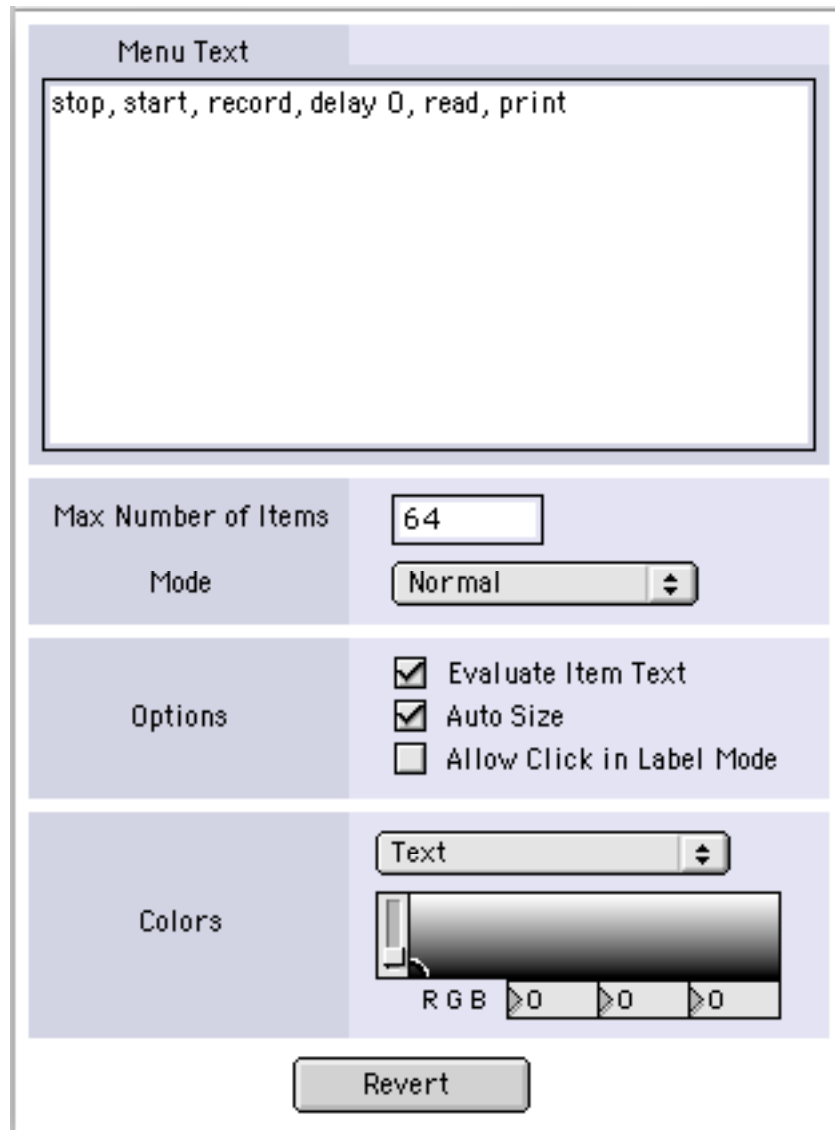 Menu Text
stop, start, record, delay 0, read, print
Max Number of Items 64
Mode Normal
Evaluate Item Text
Options Auto Size
Allow Click in Label Mode
Text
Colors
R G B 0 0 0
Revert